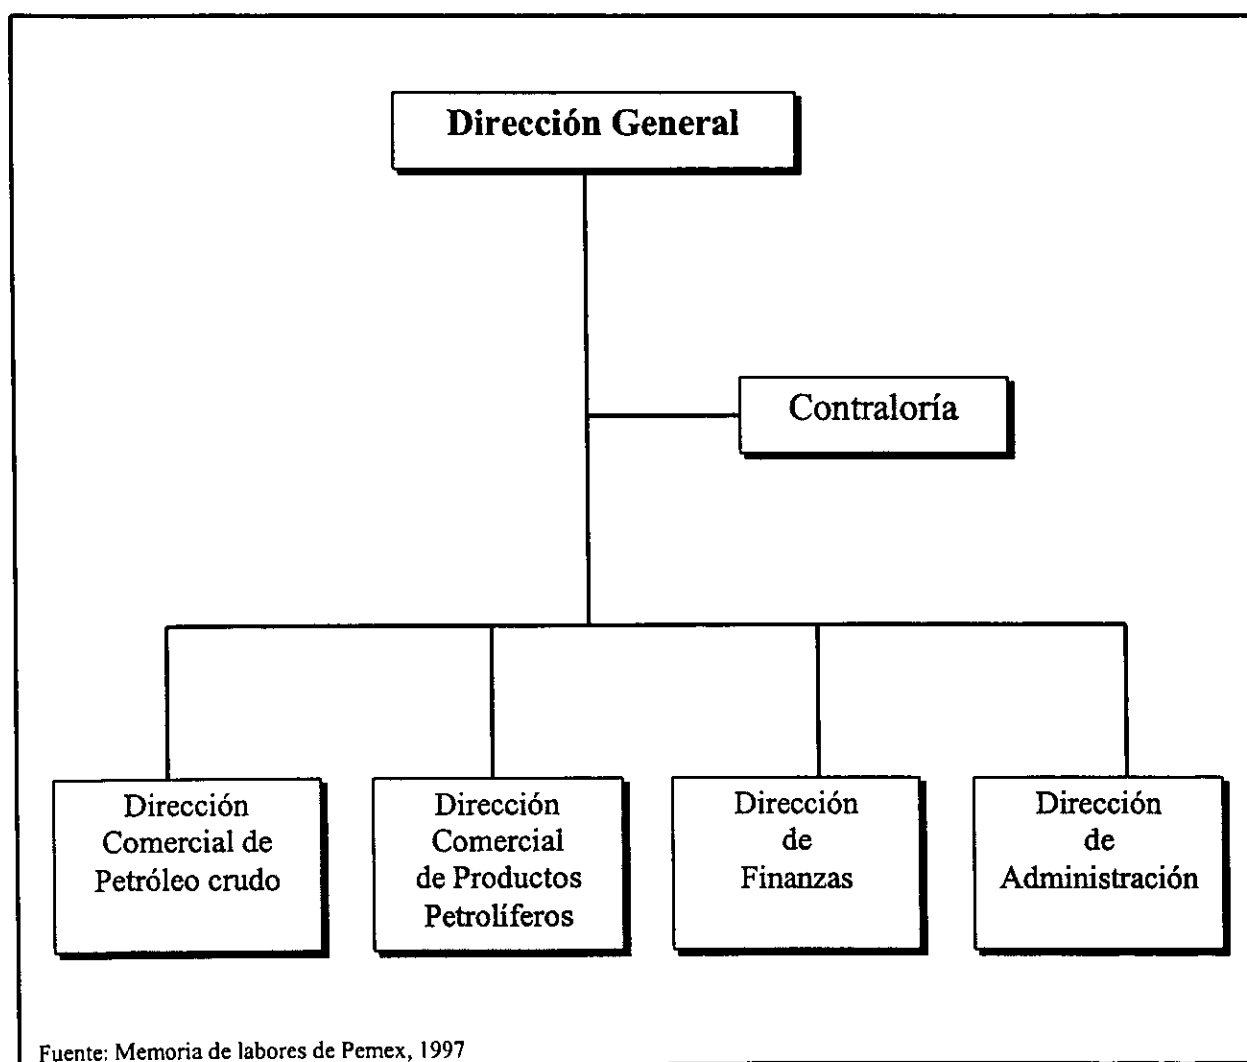 Dirección General
Contraloría
Dirección
Comercial de
Petróleo crudo
Dirección
Comercial
de Productos
Petrolíferos
Dirección
de
Finanzas
Dirección
de
Administración
Fuente: Memoria de labores de Pemex, 1997